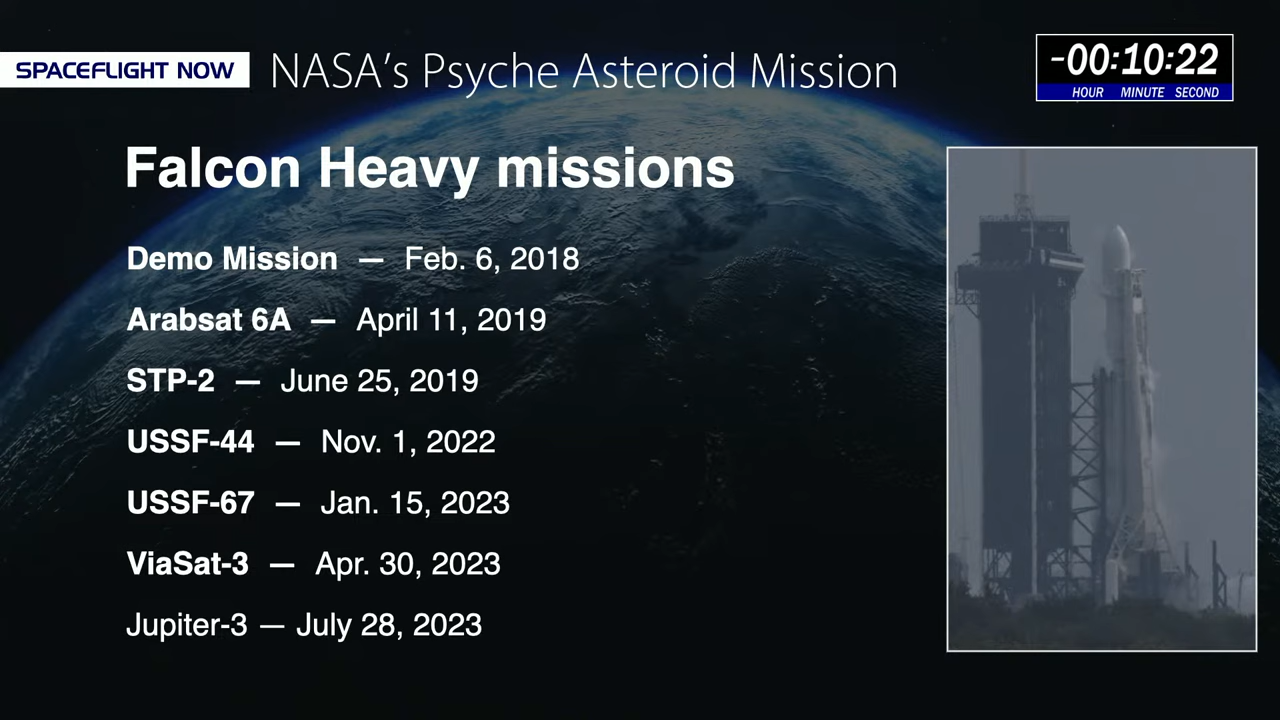 SPACEFLIGHT NOW
NASA's Psyche Asteroid Mission
-00:10:22
HOUR MINUTE SECOND
Falcon Heavy missions
Demo Mission — Feb. 6, 2018
Arabsat 6A — April 11, 2019
STP-2 — June 25, 2019
USSF-44 — Nov. 1, 2022
USSF-67 — Jan. 15, 2023
ViaSat-3 — Apr. 30, 2023
Jupiter-3 — July 28, 2023